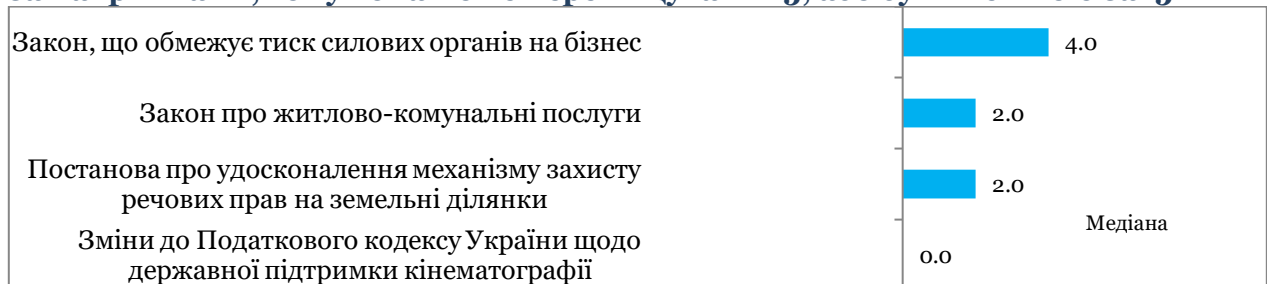 Закон, що обмежує тиск силових органів на бізнес
4.0
Закон про житлово-комунальні послуги
2.0
Постанова про удосконалення механізму захисту
речових прав на земельні ділянки
2.0
Медіана
Зміни до Податкового кодексу України щодо
державної підтримки кінематографії
0.0